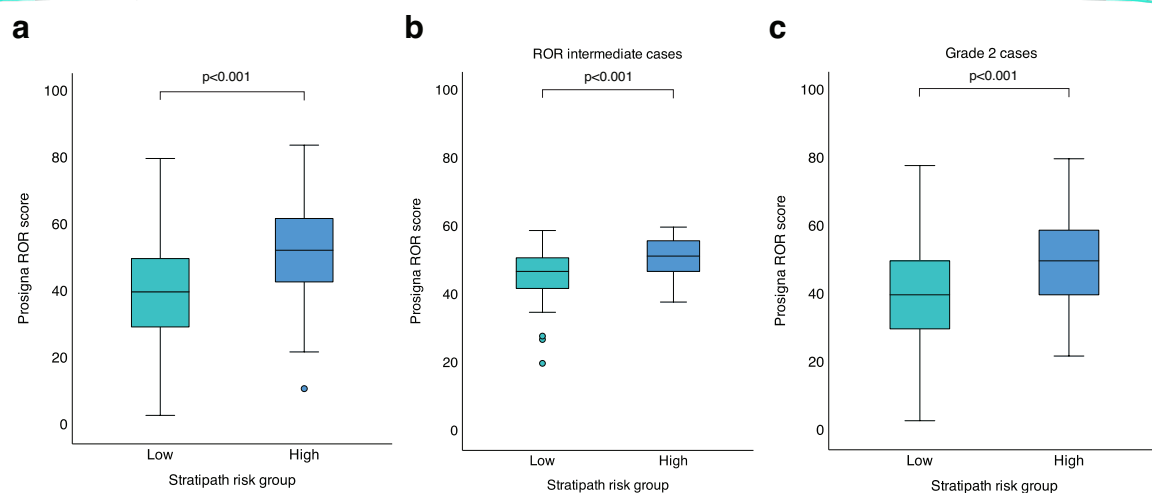 a
p<0.001
100
80
60
40
20
0
Prosigna ROR score
Low
High
Stratipath risk group
b
ROR intermediate cases
p<0.001
100
80
60
40
20
0
Prosigna ROR score
Low
High
Stratipath risk group
c
Grade 2 cases
p<0.001
100
80
60
40
20
0
Prosigna ROR score
Low
High
Stratipath risk group